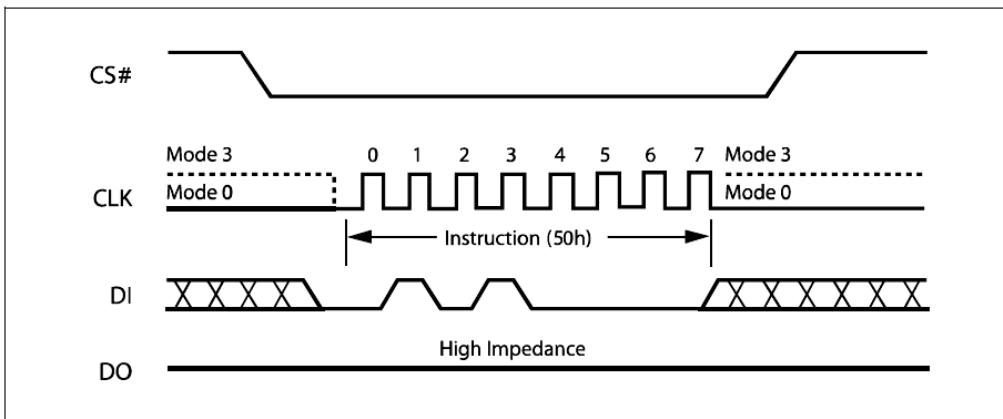 CS#
Mode 3 0 1 2 3 4 5 6 7 Mode 3
CLK Mode 0 Mode 0
Instruction (50h)
DI
High Impedance
DO